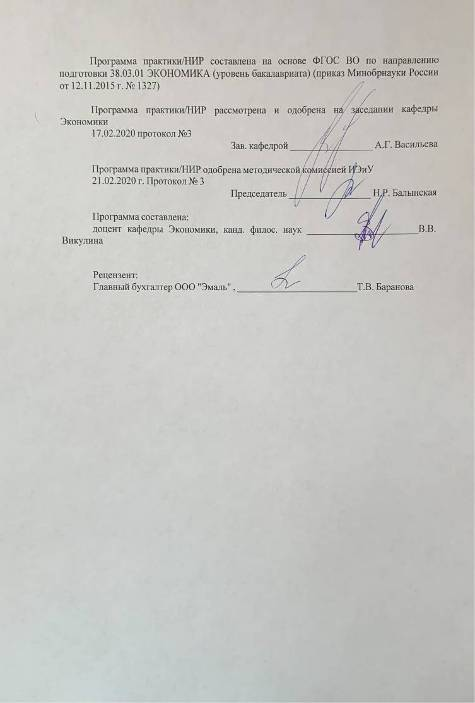 Программа практики/НИР составлена на основе ФГОС ВО по направлению
подготовки 38.03.01 ЭКОНОМИКА (уровень бакалавриата) (приказ Минобрнауки России
от 12.11.2015 г. № 1327)
Программа практики/НИР рассмотрена и одобрена на заседании кафедры
Экономики
17.02.2020 протокол №3
Зав. кафедрой ________________ А.Г. Васильева
Программа практики/НИР одобрена методической комиссией ИЭиУ
21.02.2020 г. Протокол № 3
Председатель ________________ Н.Р. Балынская
Программа составлена:
доцент кафедры Экономики, канд. филос. наук ________________ В.В.
Викулина
Рецензент:
Главный бухгалтер ООО "Эмаль" , ________________ Т.В. Баранова